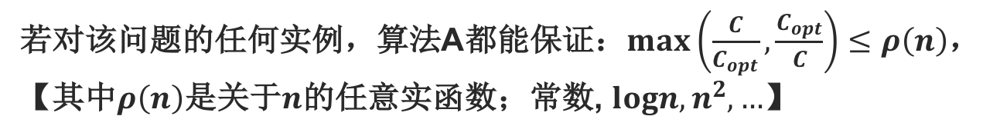 若对该问题的任何实例，算法A都能保证：max(C/C_opt, C_opt/C) ≤ ρ(n)，
【其中ρ(n)是关于n的任意实函数；常数, logn, n², …】